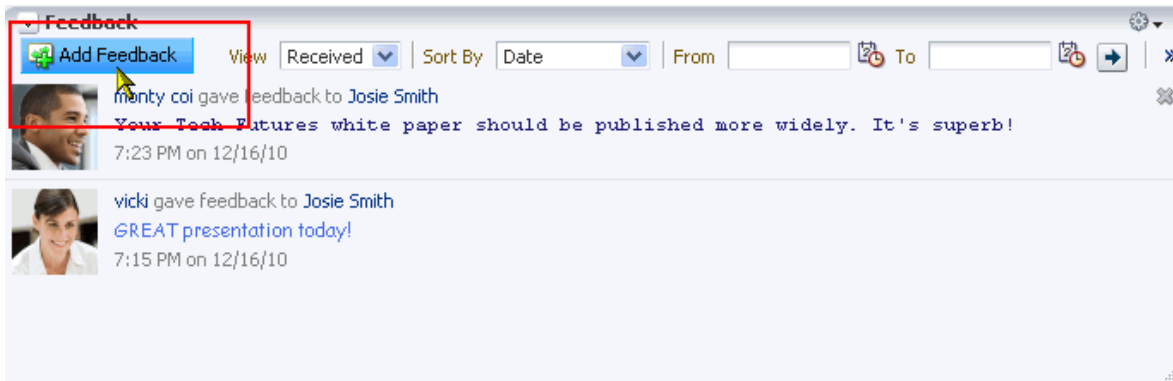 Feedback
Add Feedback View Received Sort By Date From To
monty coi gave feedback to Josie Smith
Your Tech Futures white paper should be published more widely. It's superb!
7:23 PM on 12/16/10
vicki gave feedback to Josie Smith
GREAT presentation today!
7:15 PM on 12/16/10